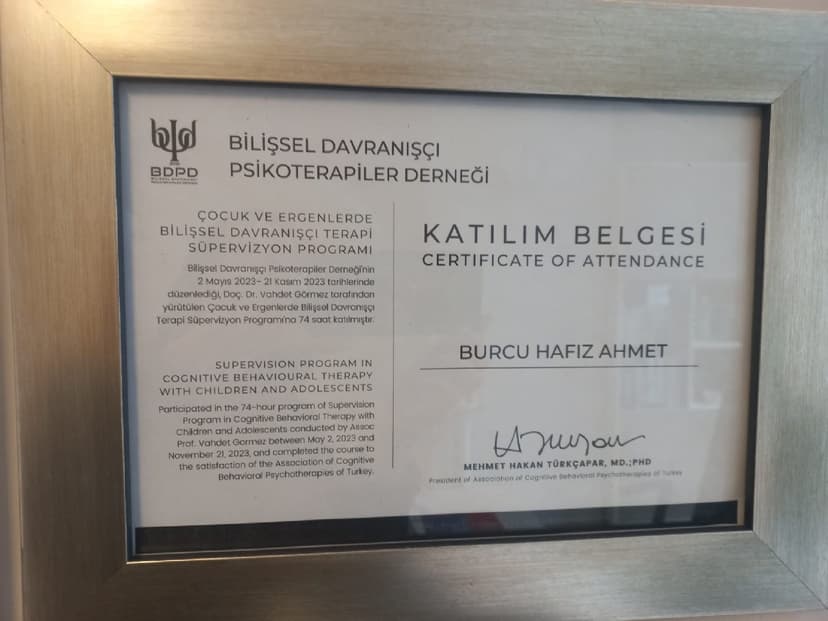 BDPD
BİLİŞSEL DAVRANIŞÇI
PSİKOTERAPİLER DERNEĞİ
ÇOCUK VE ERGENLERDE
BİLİŞSEL DAVRANIŞÇI TERAPİ
SÜPERVİZYON PROGRAMI
Bilişsel Davranışçı Psikoterapiler Derneği'nin
2 Mayıs 2023- 21 Kasım 2023 tarihlerinde
düzenlediği, Doç. Dr. Vahdet Görmez tarafından
yürütülen Çocuk ve Ergenlerde Bilişsel Davranışçı
Terapi Süpervizyon Programı'na 74 saat katılmıştır.
SUPERVISION PROGRAM IN
COGNITIVE BEHAVIOURAL THERAPY
WITH CHILDREN AND ADOLESCENTS
Participated in the 74-hour program of Supervision
Program in Cognitive Behavioral Therapy with
Children and Adolescents conducted by Assoc
Prof. Vahdet Gormez between May 2, 2023 and
November 21, 2023, and completed the course to
the satisfaction of the Association of Cognitive
Behavioral Psychotherapies of Turkey.
KATILIM BELGESİ
CERTIFICATE OF ATTENDANCE
BURCU HAFIZ AHMET
MEHMET HAKAN TÜRKÇAPAR, MD.;PHD
President of Association of Cognitive Behavioral Psychotherapies of Turkey